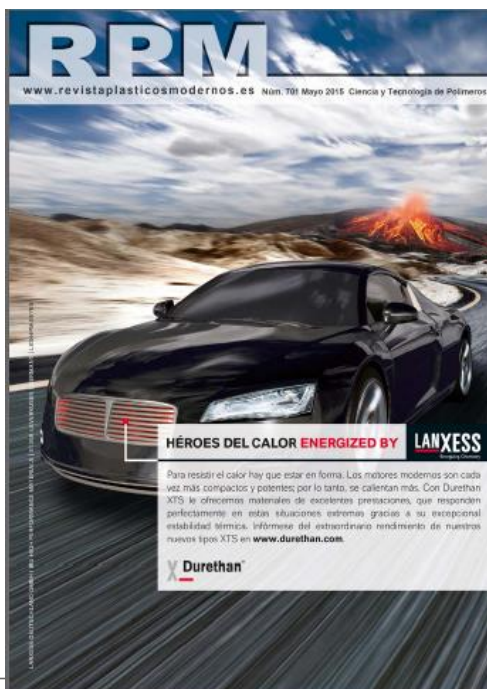 RPM
www.revistaplasticosmodernos.es Núm. 701 Mayo 2015 Ciencia y Tecnología de Polímeros
HÉROES DEL CALOR ENERGIZED BY LANXESS
Energizing Chemistry
Para resistir el calor hay que estar en forma. Los motores modernos son cada
vez más compactos y potentes; por lo tanto, se calientan más. Con Durethan
XTS le ofrecemos materiales de excelentes prestaciones, que responden
perfectamente en estas situaciones extremas gracias a su excepcional
estabilidad térmica. Infórmese del extraordinario rendimiento de nuestros
nuevos tipos XTS en www.durethan.com.
Durethan